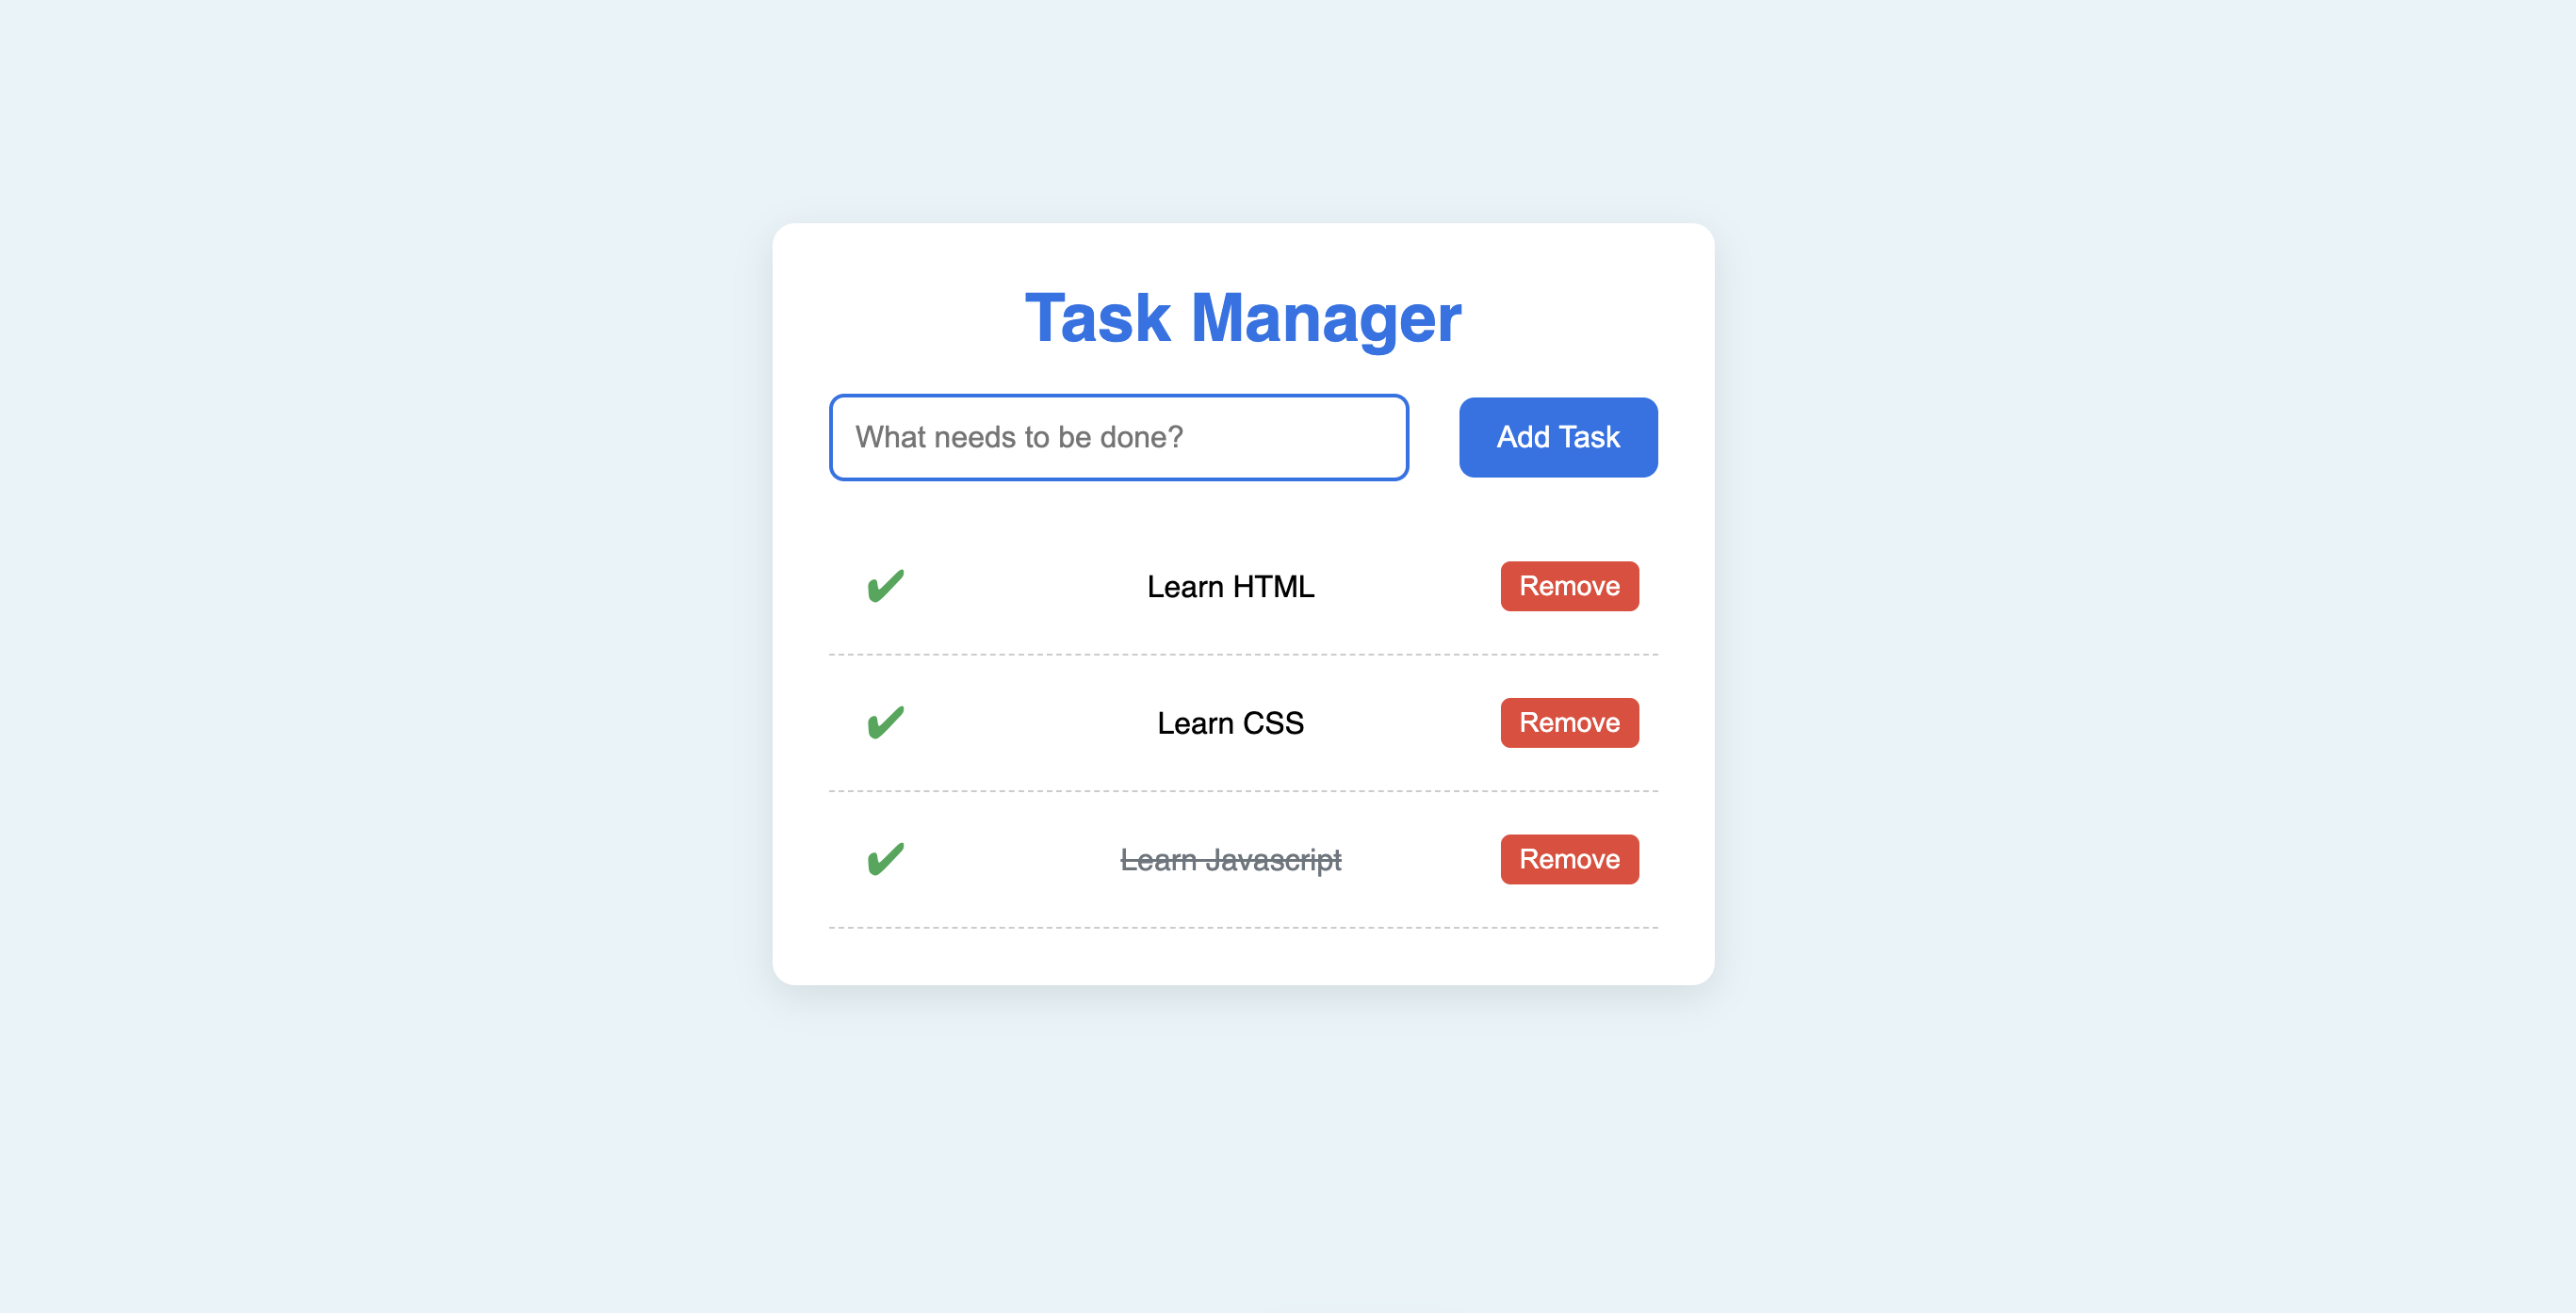 Task Manager
What needs to be done? Add Task
✔ Learn HTML Remove
✔ Learn CSS Remove
✔ Learn Javascript Remove